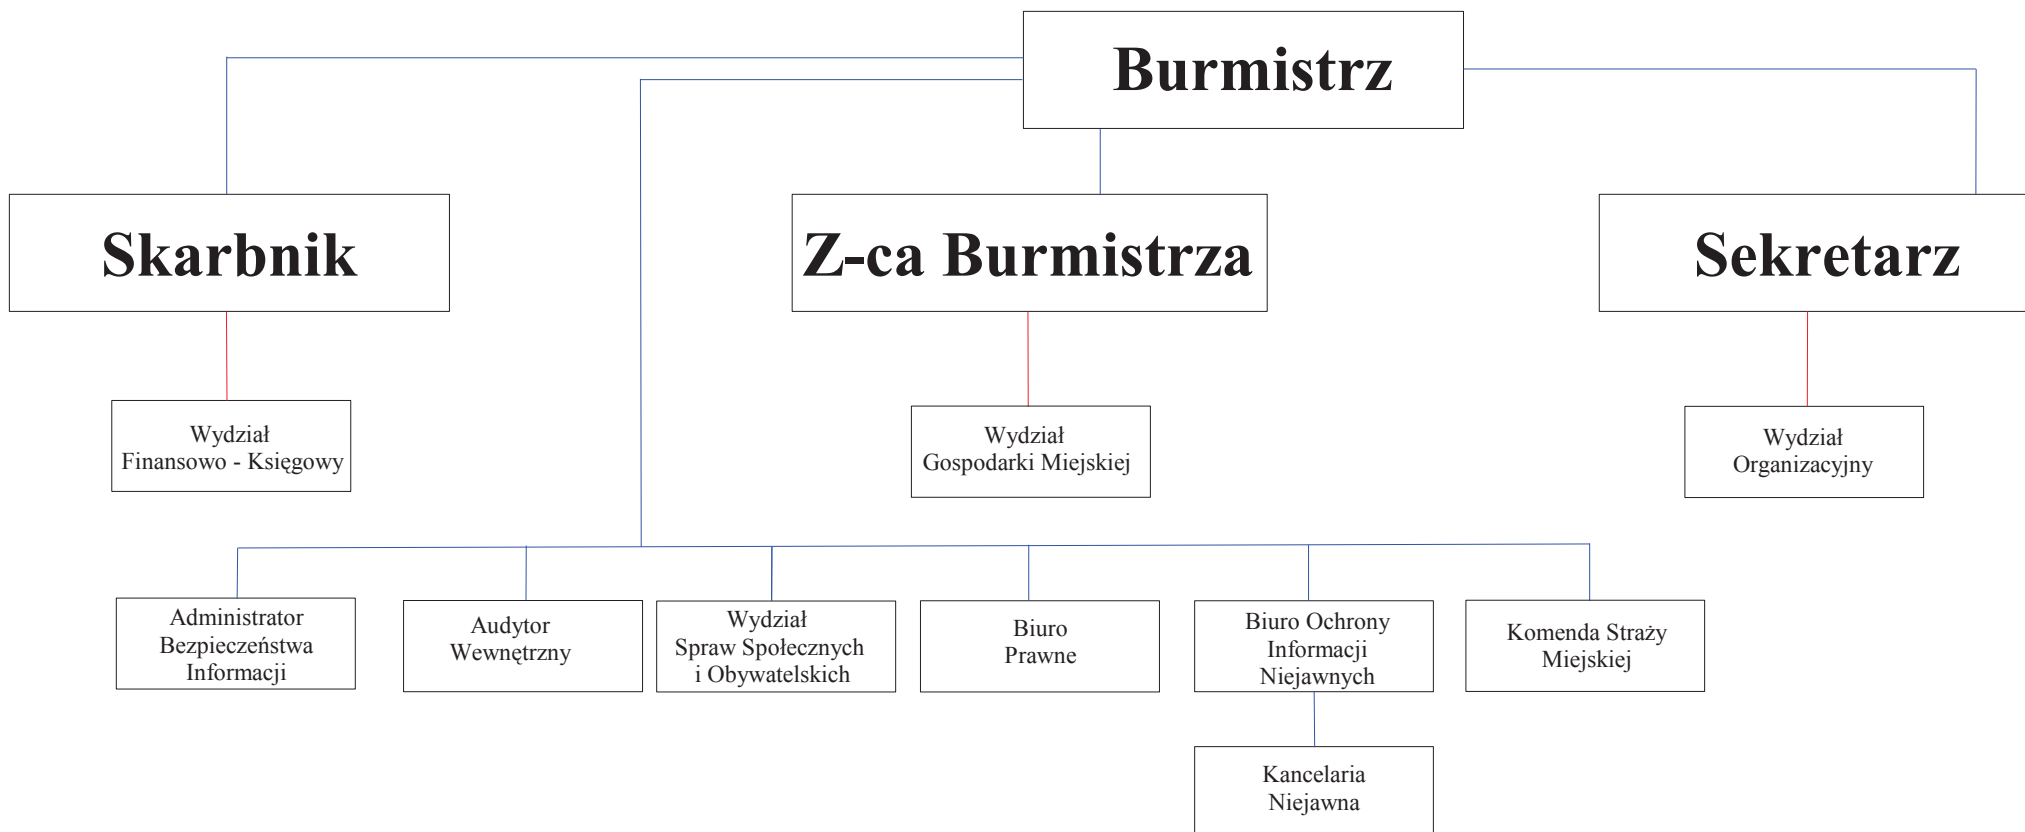 Burmistrz
Skarbnik
Z-ca Burmistrza
Sekretarz
Wydział
Finansowo - Księgowy
Wydział
Gospodarki Miejskiej
Wydział
Organizacyjny
Administrator
Bezpieczeństwa
Informacji
Audytor
Wewnętrzny
Wydział
Spraw Społecznych
i Obywatelskich
Biuro
Prawne
Biuro Ochrony
Informacji
Niejawnych
Komenda Straży
Miejskiej
Kancelaria
Niejawna